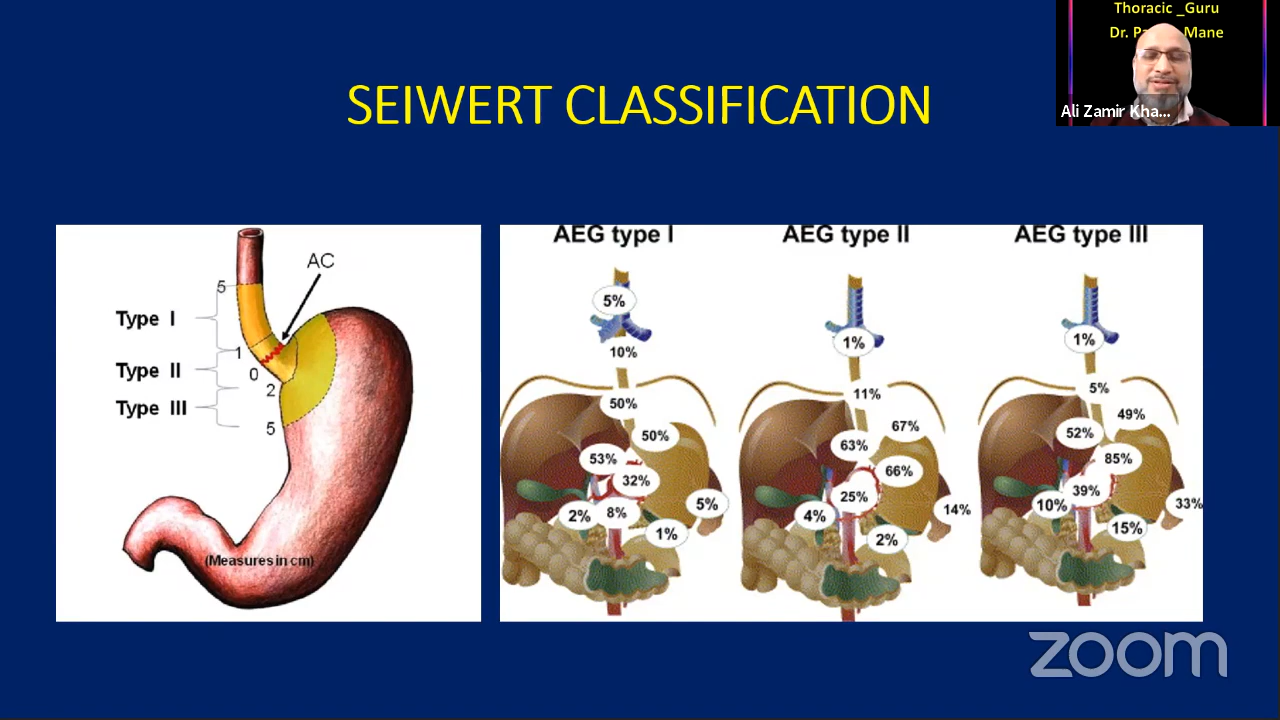 Thoracic _Guru
Dr. Mane
Ali Zamir Kha...
SEIWERT CLASSIFICATION
AC
5
Type I
1
Type II
0
2
Type III
5
(Measures in cm)
AEG type I
5%
10%
50%
50%
53%
32%
5%
2%
8%
1%
AEG type II
1%
11%
67%
63%
66%
25%
14%
4%
2%
AEG type III
1%
5%
49%
52%
85%
39%
33%
10%
15%
zoom